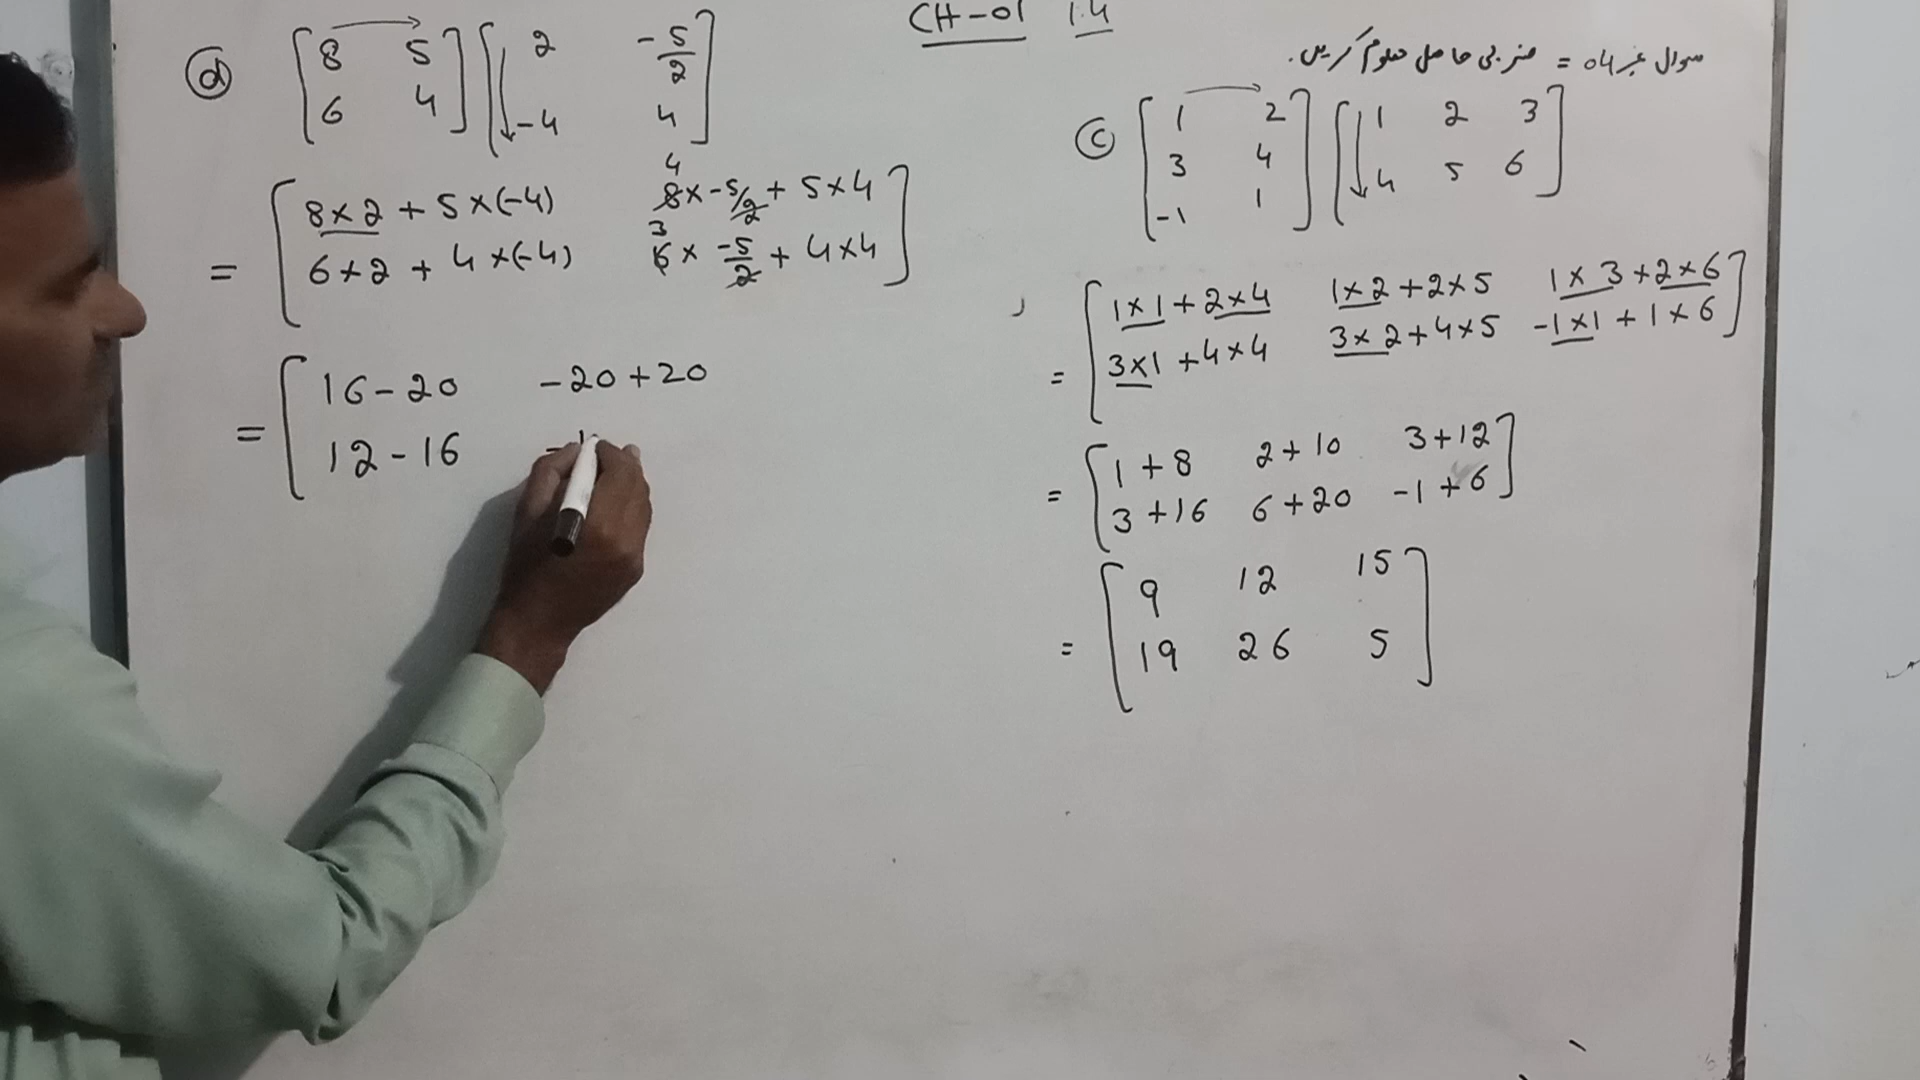 CH-01 1.4
سوال نمبر 04 = ضربی حاصل معلوم کریں.
(d) [8 5] [2 -5/2]
[6 4] [-4 4]
= [8×2 + 5×(-4) 8×-5/2 + 5×4] 4
[6×2 + 4×(-4) 6×-5/2 + 4×4] 3
= [16-20 -20+20
[12-16 -1
(c) [1 2] [1 2 3]
[3 4] [4 5 6]
[-1 1]
= [1×1+2×4 1×2+2×5 1×3+2×6]
[3×1+4×4 3×2+4×5 -1×1+1×6]
= [1+8 2+10 3+12]
[3+16 6+20 -1+6]
= [9 12 15]
[19 26 5]